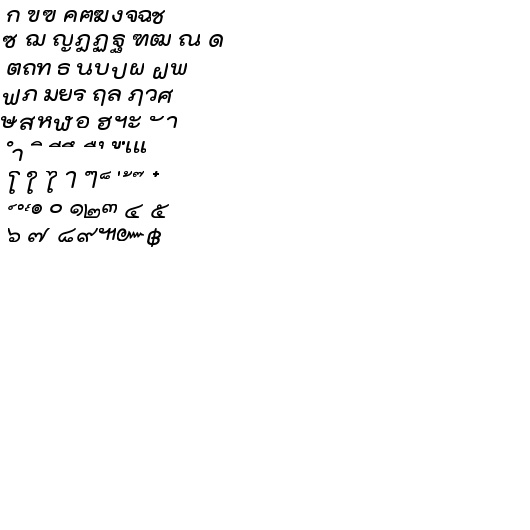 ก ขฃ คฅฆงจฉช
ซ ฌ ญฎฏฐ ฑฒ ณ ด
ตถท ธ นบปผ ฝพ
ฟภ มยร ฤล ฦวศ
ษสหฬอ ฮฯะ ั า
ำ ิ ีึ ืุ ฺูเแ
โ ใ ไ ๅ ๆ็ ่ ้๊ ๋
์ํ๎๏ ๐ ๑๒๓ ๔ ๕
๖ ๗ ๘๙๚๛฿